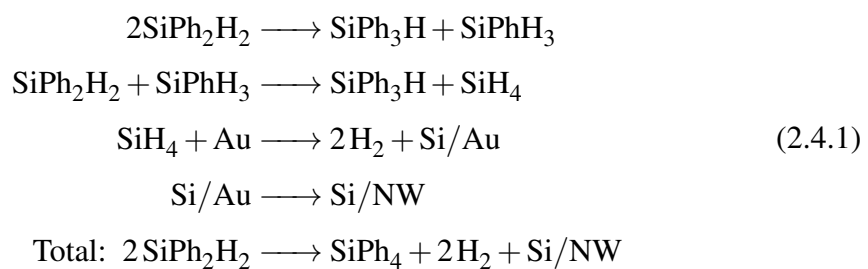 2SiPh₂H₂ ⟶ SiPh₃H + SiPhH₃
SiPh₂H₂ + SiPhH₃ ⟶ SiPh₃H + SiH₄
SiH₄ + Au ⟶ 2H₂ + Si/Au (2.4.1)
Si/Au ⟶ Si/NW
Total: 2SiPh₂H₂ ⟶ SiPh₄ + 2H₂ + Si/NW